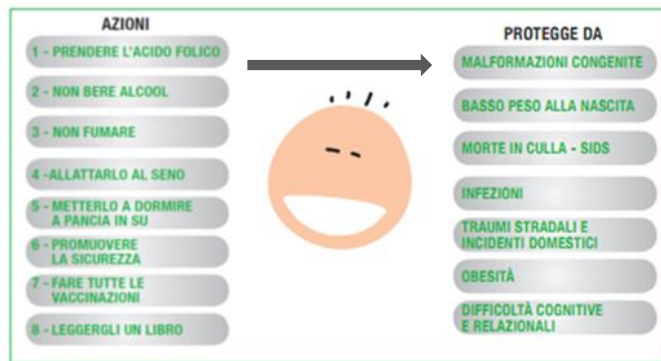 AZIONI
1 - PRENDERE L'ACIDO FOLICO
2 - NON BERE ALCOOL
3 - NON FUMARE
4 -ALLATTARLO AL SENO
5 - METTERLO A DORMIRE
A PANCIA IN SU
6 - PROMUOVERE
LA SICUREZZA
7 - FARE TUTTE LE
VACCINAZIONI
8 - LEGGERGLI UN LIBRO
PROTEGGE DA
MALFORMAZIONI CONGENITE
BASSO PESO ALLA NASCITA
MORTE IN CULLA - SIDS
INFEZIONI
TRAUMI STRADALI E
INCIDENTI DOMESTICI
OBESITÀ
DIFFICOLTÀ COGNITIVE
E RELAZIONALI